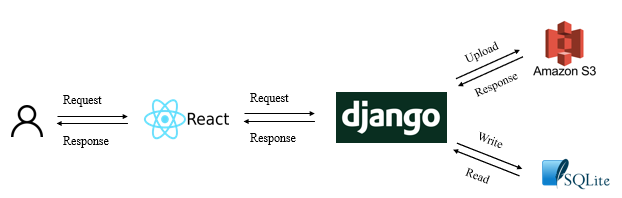 Request
Response
React
Request
Response
django
Upload
Response
Amazon S3
Write
Read
SQLite